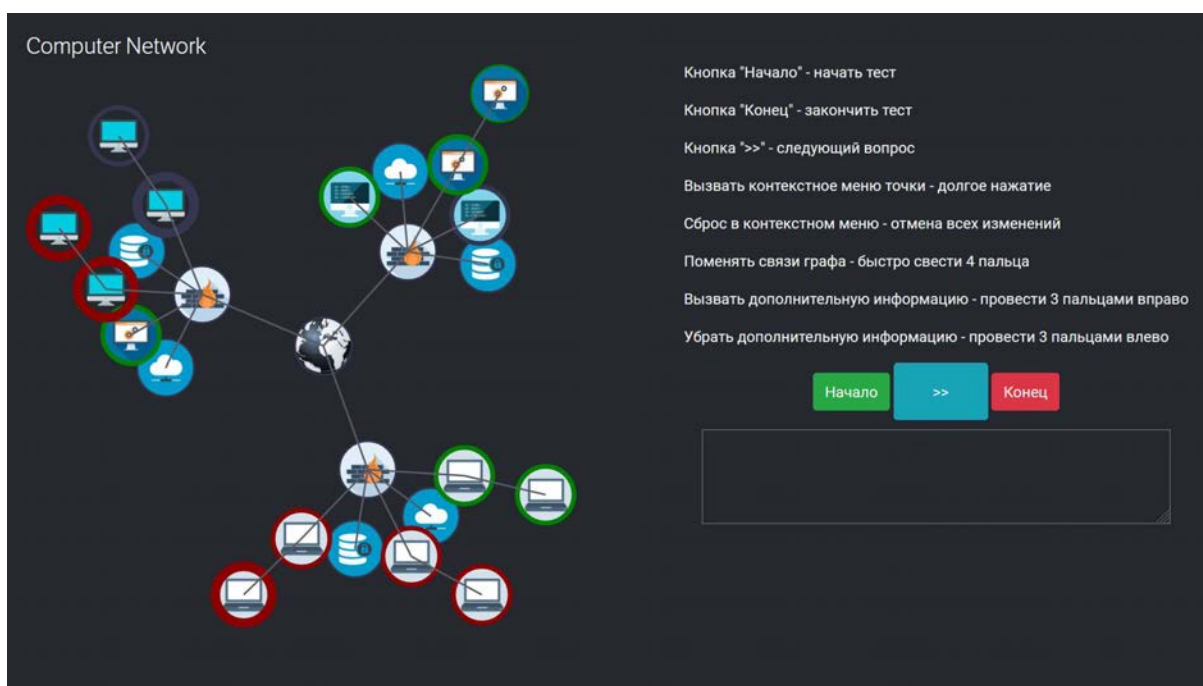 Computer Network
Кнопка "Начало" - начать тест
Кнопка "Конец" - закончить тест
Кнопка ">>" - следующий вопрос
Вызвать контекстное меню точки - долгое нажатие
Сброс в контекстном меню - отмена всех изменений
Поменять связи графа - быстро свести 4 пальца
Вызвать дополнительную информацию - провести 3 пальцами вправо
Убрать дополнительную информацию - провести 3 пальцами влево
Начало
>>
Конец